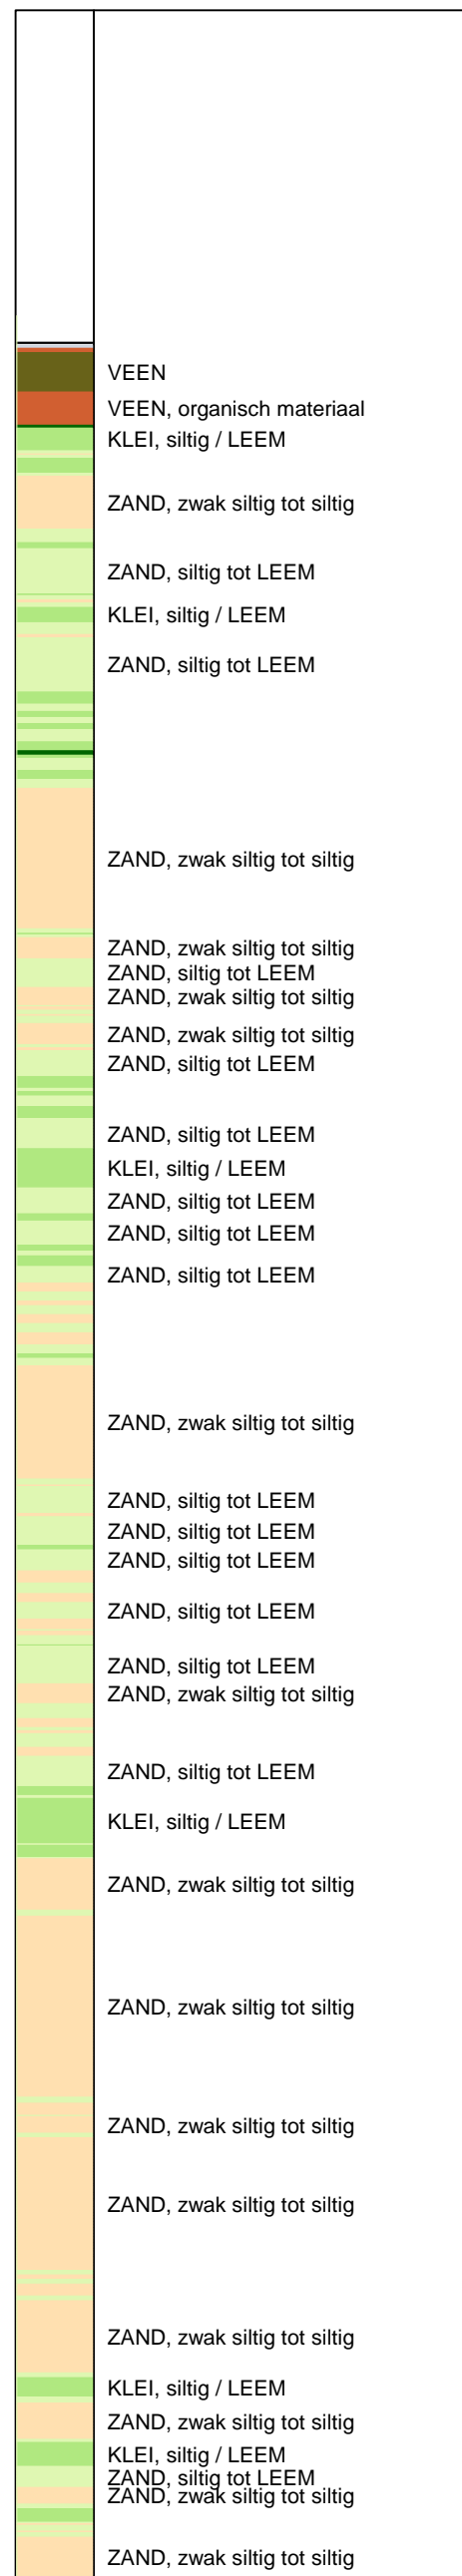 VEEN
VEEN, organisch materiaal
KLEI, siltig / LEEM
ZAND, zwak siltig tot siltig
ZAND, siltig tot LEEM
KLEI, siltig / LEEM
ZAND, siltig tot LEEM
ZAND, zwak siltig tot siltig
ZAND, zwak siltig tot siltig
ZAND, siltig tot LEEM
ZAND, zwak siltig tot siltig
ZAND, zwak siltig tot siltig
ZAND, siltig tot LEEM
ZAND, siltig tot LEEM
KLEI, siltig / LEEM
ZAND, siltig tot LEEM
ZAND, siltig tot LEEM
ZAND, siltig tot LEEM
ZAND, zwak siltig tot siltig
ZAND, siltig tot LEEM
ZAND, siltig tot LEEM
ZAND, siltig tot LEEM
ZAND, siltig tot LEEM
ZAND, siltig tot LEEM
ZAND, zwak siltig tot siltig
ZAND, siltig tot LEEM
KLEI, siltig / LEEM
ZAND, zwak siltig tot siltig
ZAND, zwak siltig tot siltig
ZAND, zwak siltig tot siltig
ZAND, zwak siltig tot siltig
ZAND, zwak siltig tot siltig
KLEI, siltig / LEEM
ZAND, zwak siltig tot siltig
KLEI, siltig / LEEM
ZAND, siltig tot LEEM
ZAND, zwak siltig tot siltig
ZAND, zwak siltig tot siltig